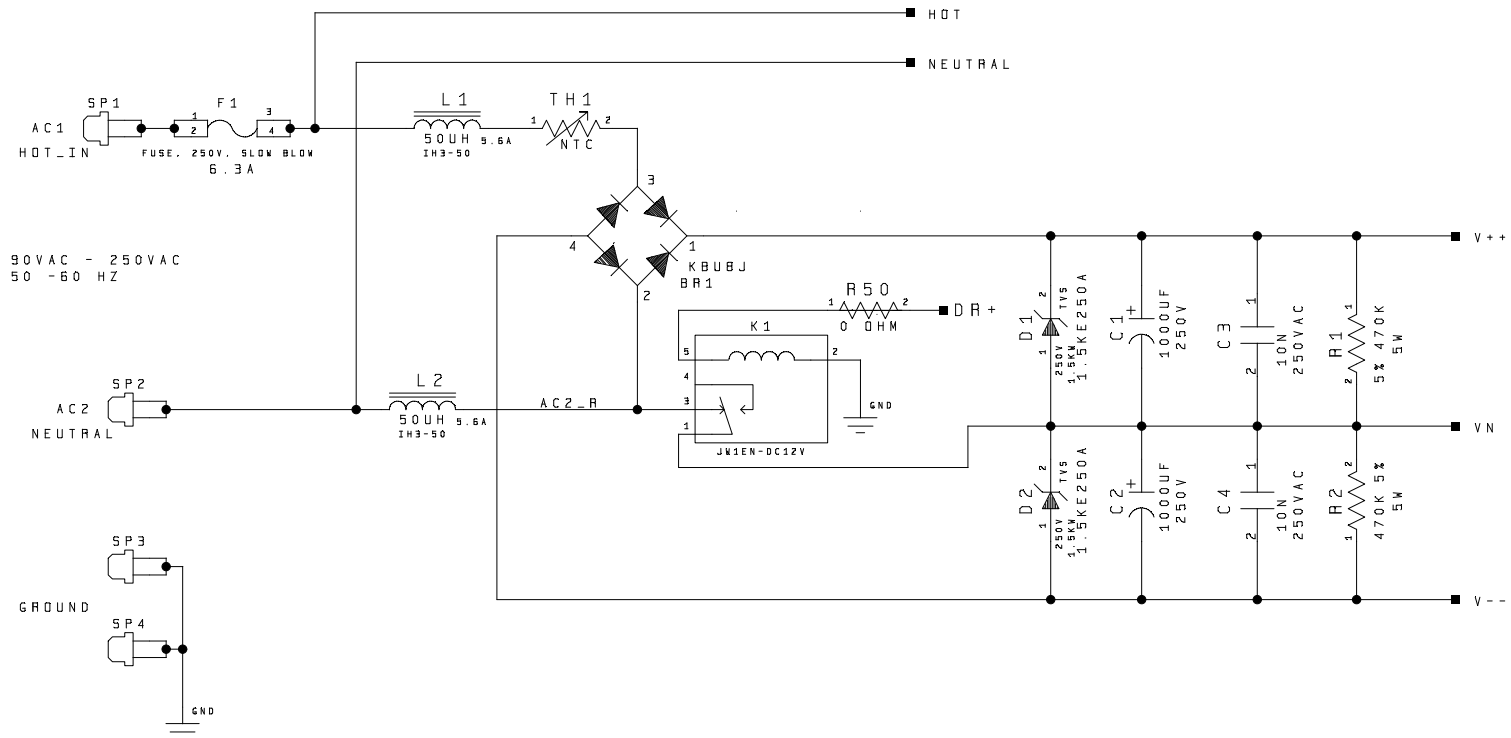 HOT
NEUTRAL
SP1
F1
L1
TH1
AC1
HOT_IN
1
2
3
4
FUSE, 250V, SLOW BLOW
6.3A
50UH 5.6A
IH3-50
1
2
NTC
3
4
1
2
KBU8J
BR1
90VAC - 250VAC
50 -60 HZ
V++
R50
1
2
0 OHM
DR+
K1
5
2
4
3
1
GND
JW1EN-DC12V
SP2
AC2
NEUTRAL
L2
50UH 5.6A
IH3-50
AC2_R
D1
2
1
TVS
250V
1.5KW
1.5KE250A
C1
+
1000UF
250V
C3
1
2
10N
250VAC
R1
1
2
5% 470K
5W
VN
D2
2
1
TVS
250V
1.5KW
1.5KE250A
C2
+
1000UF
250V
C4
1
2
10N
250VAC
R2
2
1
470K 5%
5W
V--
SP3
GROUND
SP4
GND